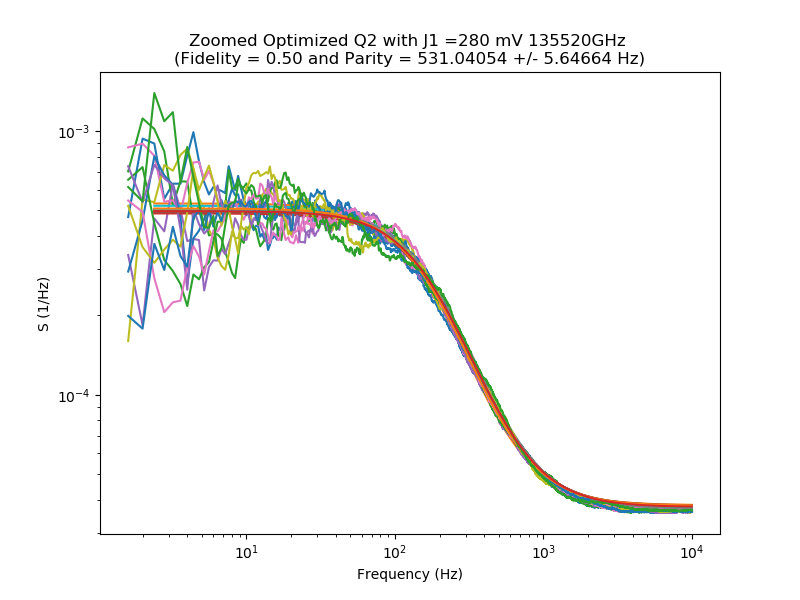 Zoomed Optimized Q2 with J1 =280 mV 135520GHz
(Fidelity = 0.50 and Parity = 531.04054 +/- 5.64664 Hz)
10⁻³
S (1/Hz)
10⁻⁴
10¹ 10² 10³ 10⁴
Frequency (Hz)